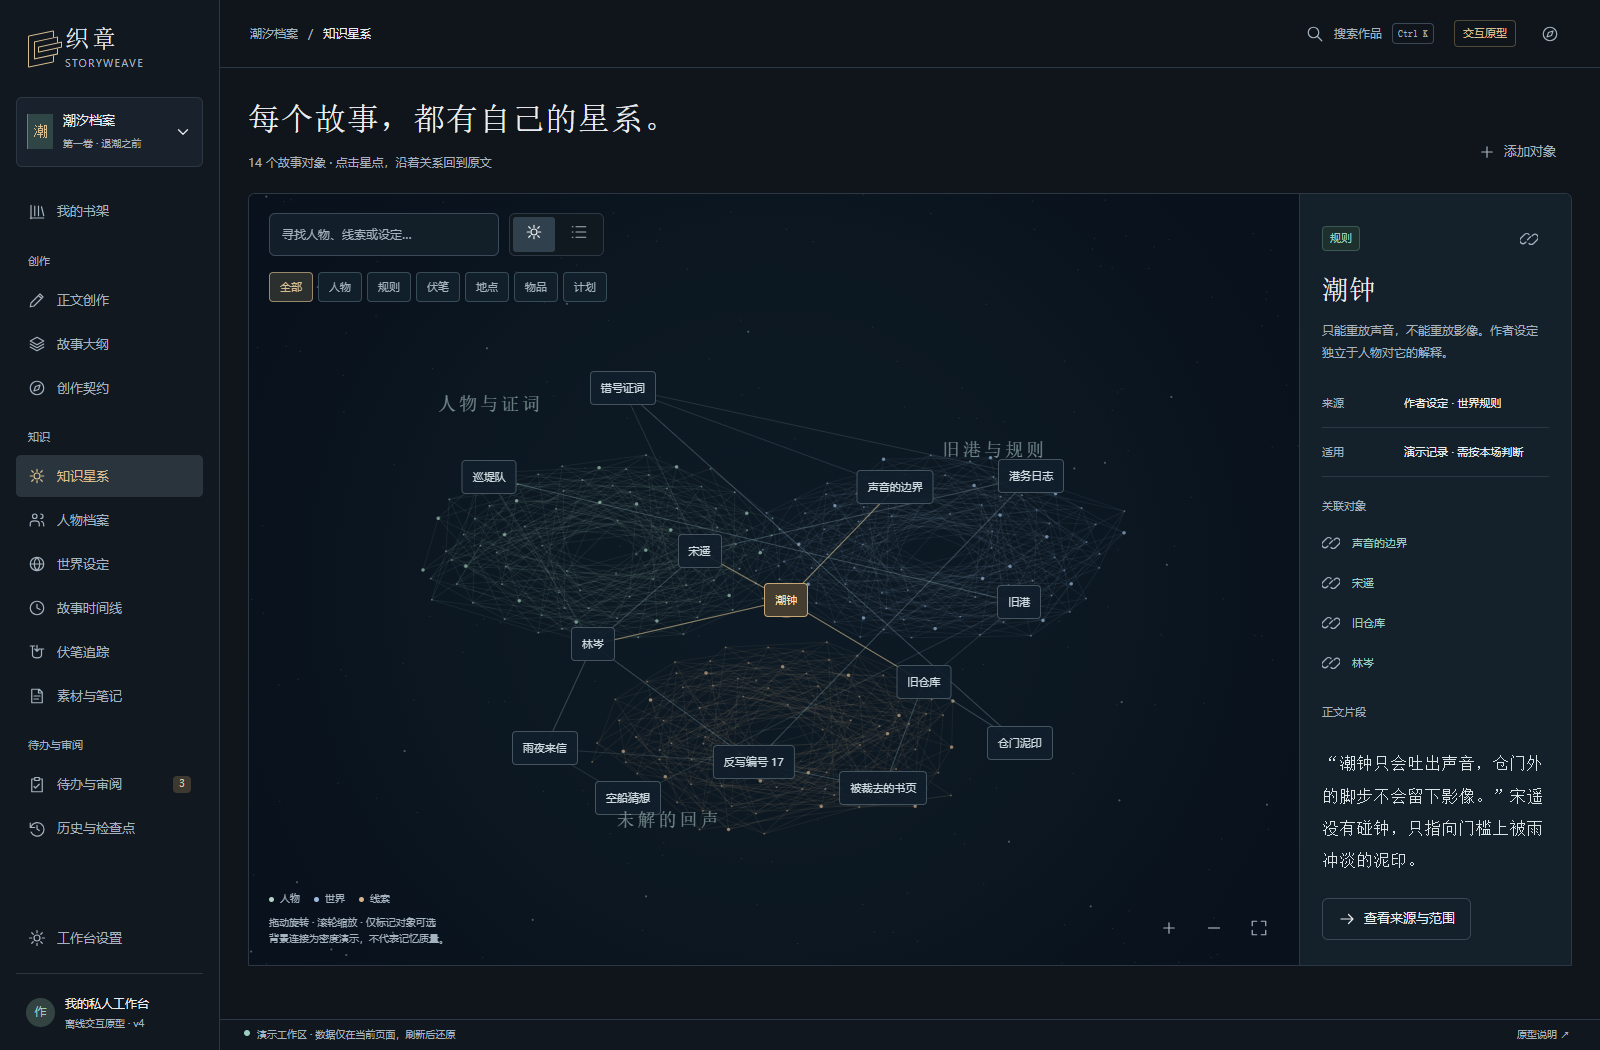 织章
STORYWEAVE
潮
潮汐档案
第一卷 · 退潮之前
我的书架
创作
正文创作
故事大纲
创作契约
知识
知识星系
人物档案
世界设定
故事时间线
伏笔追踪
素材与笔记
待办与审阅
待办与审阅 3
历史与检查点
工作台设置
作
我的私人工作台
离线交互原型 · v4
潮汐档案 / 知识星系
搜索作品 Ctrl K
交互原型
每个故事，都有自己的星系。
14 个故事对象 · 点击星点，沿着关系回到原文
添加对象
寻找人物、线索或设定...
全部 人物 规则 伏笔 地点 物品 计划
错号证词
人物与证词
旧港与规则
巡堤队
声音的边界
港务日志
宋遥
潮钟
旧港
林岑
旧仓库
雨夜来信
反写编号 17
仓门泥印
空船猜想
被裁去的书页
未解的回声
人物 世界 线索
拖动旋转 · 滚轮缩放 · 仅标记对象可选
背景连接为密度演示，不代表记忆质量。
规则
潮钟
只能重放声音，不能重放影像。作者设定
独立于人物对它的解释。
来源 作者设定 · 世界规则
适用 演示记录 · 需按本场判断
关联对象
声音的边界
宋遥
旧仓库
林岑
正文片段
“潮钟只会吐出声音，仓门外
的脚步不会留下影像。”宋遥
没有碰钟，只指向门槛上被雨
冲淡的泥印。
查看来源与范围
演示工作区 · 数据仅在当前页面，刷新后还原
原型说明 ↗